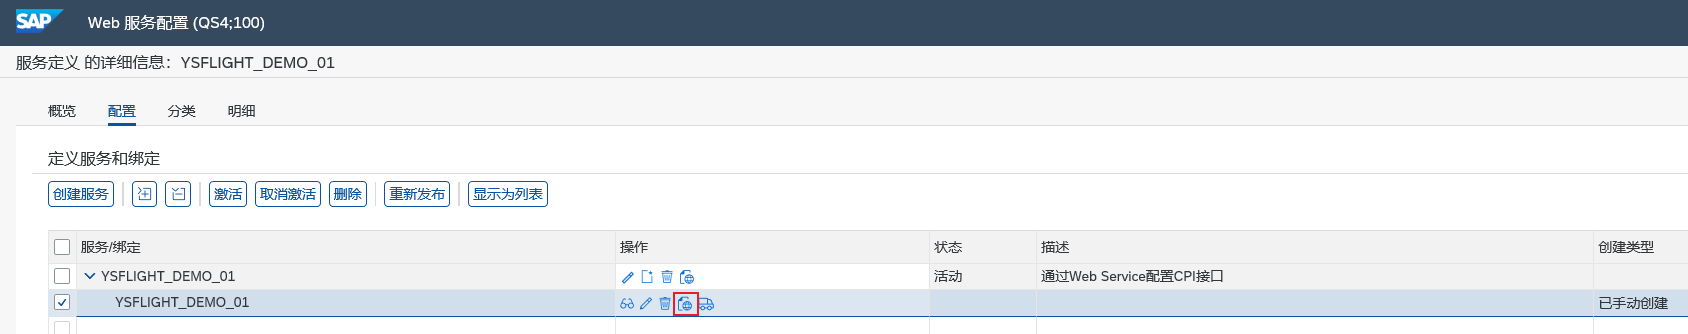 SAP Web 服务配置 (QS4;100)
服务定义 的详细信息: YSFLIGHT_DEMO_01
概览 配置 分类 明细
定义服务和绑定
创建服务 激活 取消激活 删除 重新发布 显示为列表
服务/绑定 操作 状态 描述 创建类型
YSFLIGHT_DEMO_01 活动 通过Web Service配置CPI接口
YSFLIGHT_DEMO_01 已手动创建